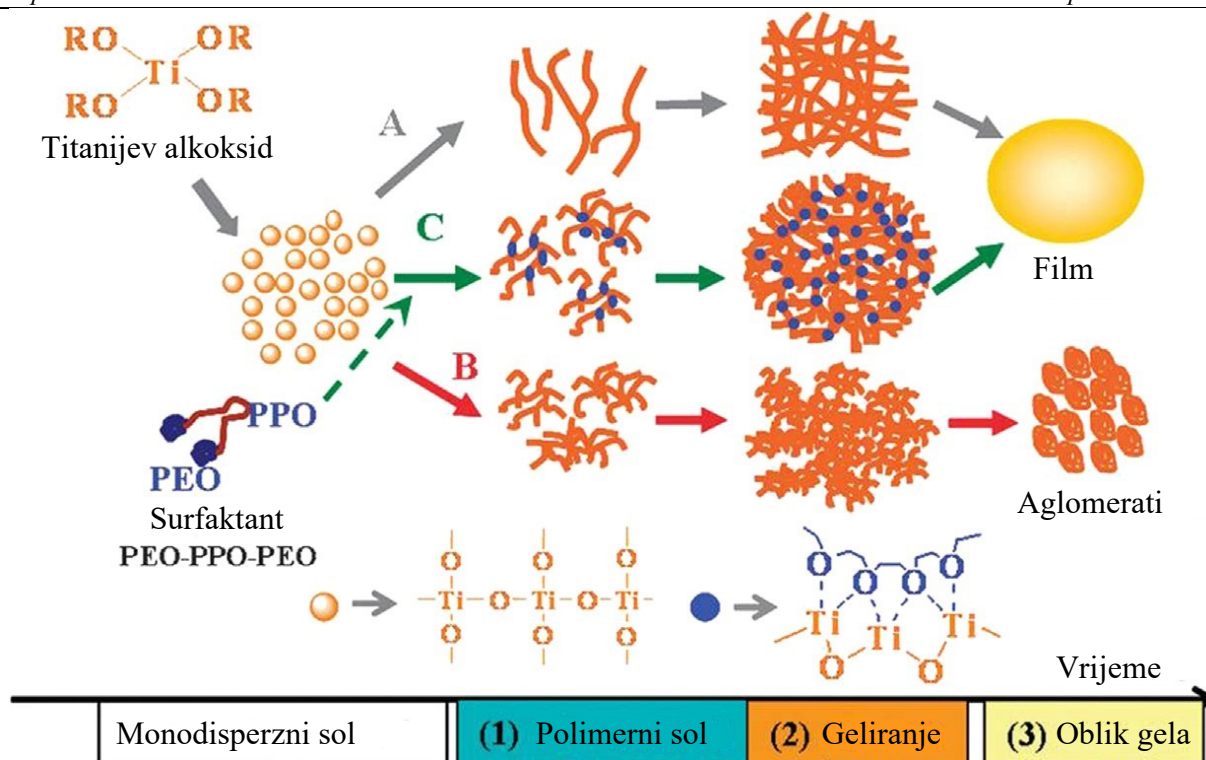 RO OR
Ti
RO OR
Titanijev alkoksid
A
C
B
Film
PPO
PEO
Surfaktant
PEO-PPO-PEO
Aglomerati
O O O
Ti O Ti O Ti
O O O
O O O O
Ti Ti Ti
O O
Vrijeme
Monodisperzni sol
(1) Polimerni sol
(2) Geliranje
(3) Oblik gela